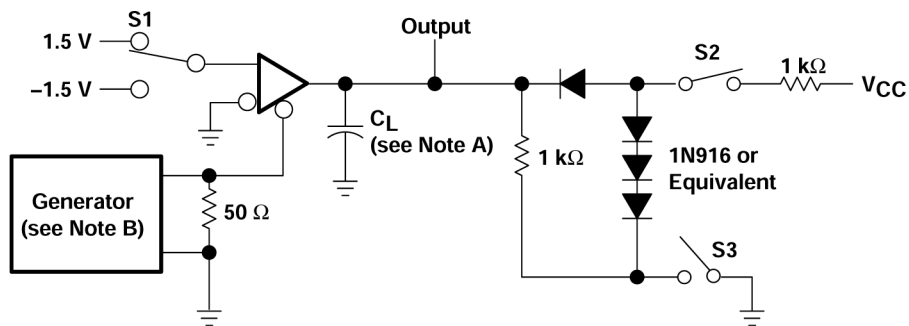 S1
1.5 V
–1.5 V
Output
S2
1 kΩ
VCC
CL
(see Note A)
1 kΩ
1N916 or
Equivalent
Generator
(see Note B)
50 Ω
S3